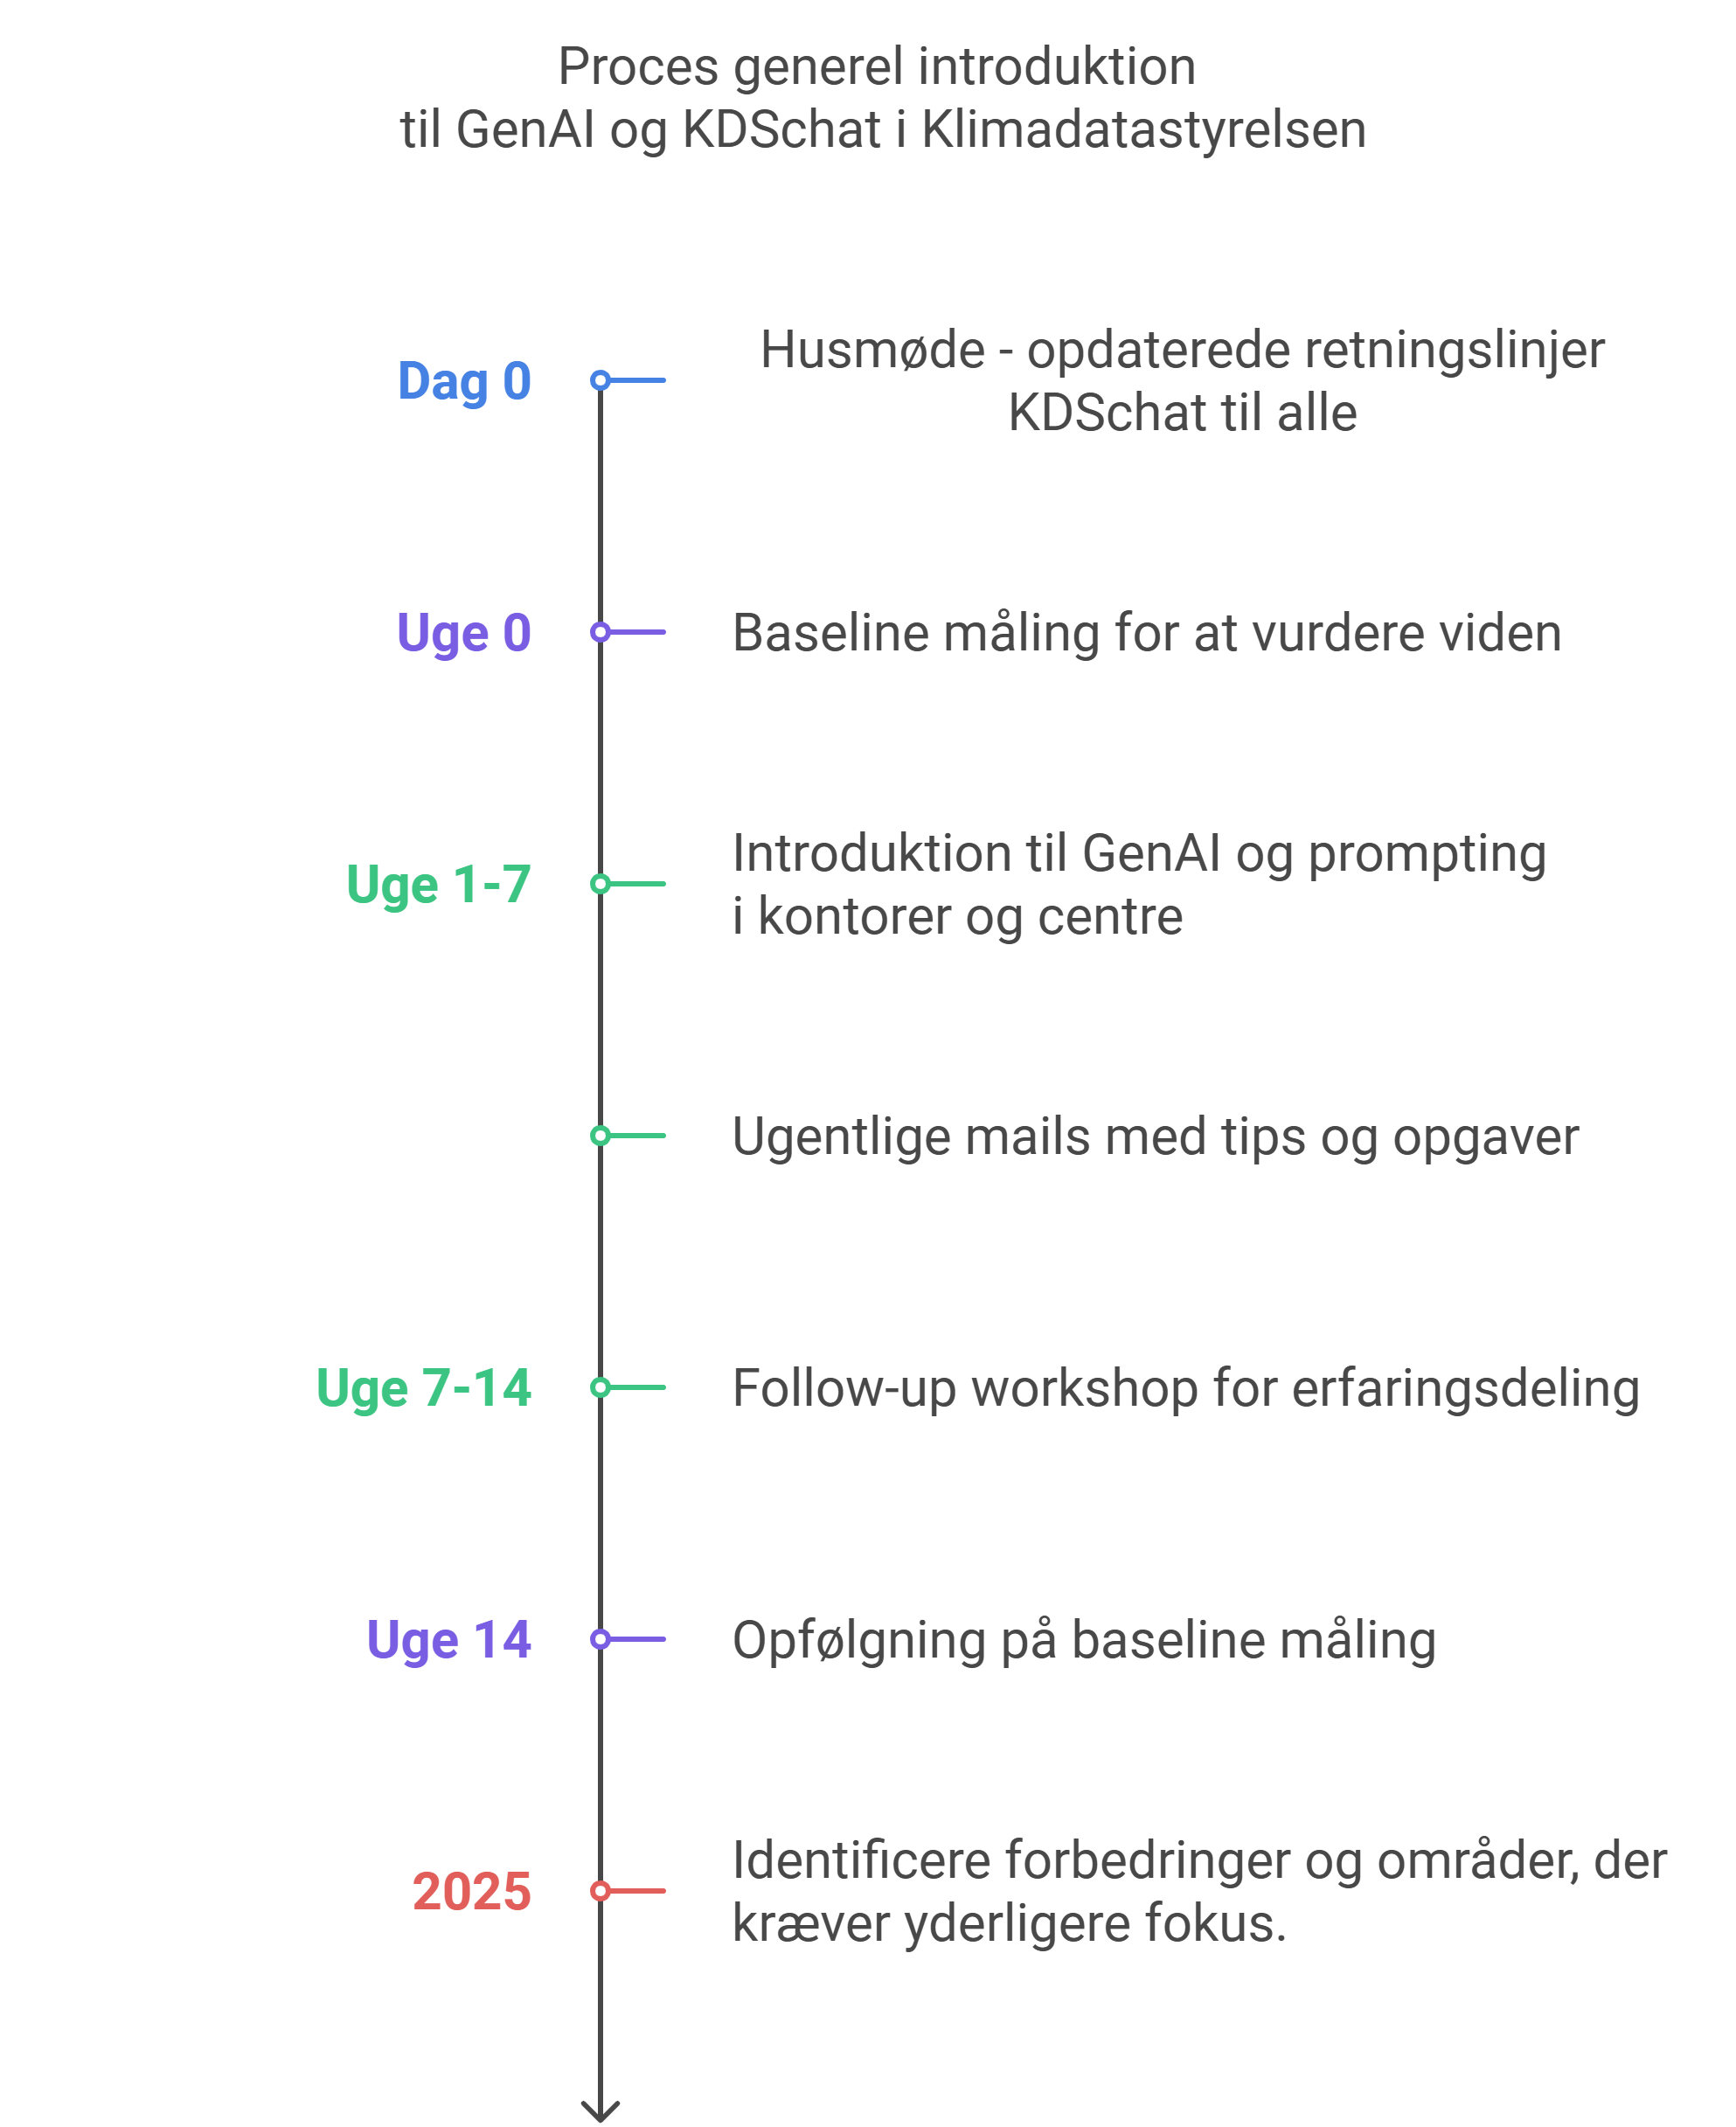 Proces generel introduktion
til GenAI og KDSchat i Klimadatastyrelsen
Dag 0
Husmøde - opdaterede retningslinjer
KDSchat til alle
Uge 0
Baseline måling for at vurdere viden
Uge 1-7
Introduktion til GenAI og prompting
i kontorer og centre
Ugentlige mails med tips og opgaver
Uge 7-14
Follow-up workshop for erfaringsdeling
Uge 14
Opfølgning på baseline måling
2025
Identificere forbedringer og områder, der
kræver yderligere fokus.